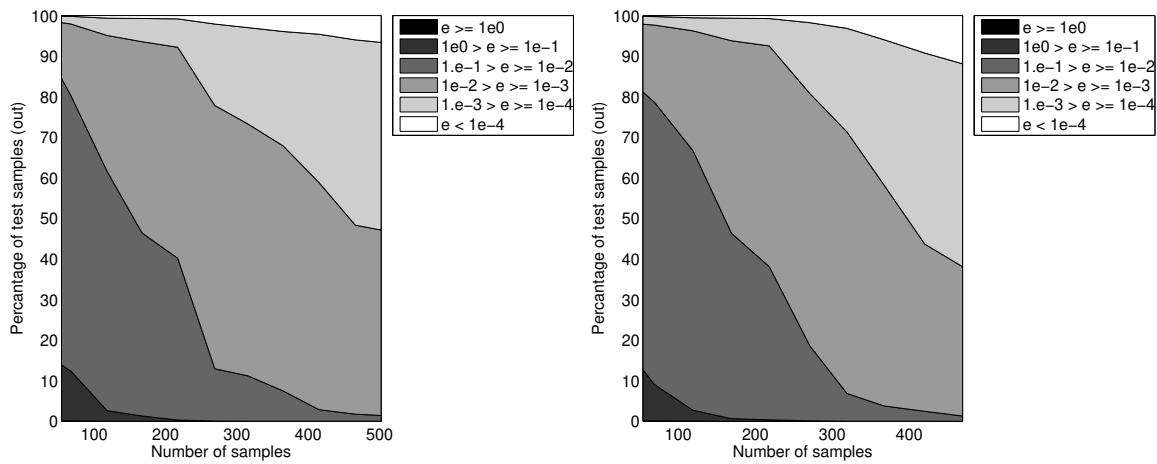 100
90
80
70
60
50
40
30
20
10
0
Percantage of test samples (out)
100 200 300 400 500
Number of samples
e >= 1e0
1e0 > e >= 1e−1
1.e−1 > e >= 1e−2
1e−2 > e >= 1e−3
1.e−3 > e >= 1e−4
e < 1e−4
100
90
80
70
60
50
40
30
20
10
0
Percantage of test samples (out)
100 200 300 400
Number of samples
e >= 1e0
1e0 > e >= 1e−1
1.e−1 > e >= 1e−2
1e−2 > e >= 1e−3
1.e−3 > e >= 1e−4
e < 1e−4